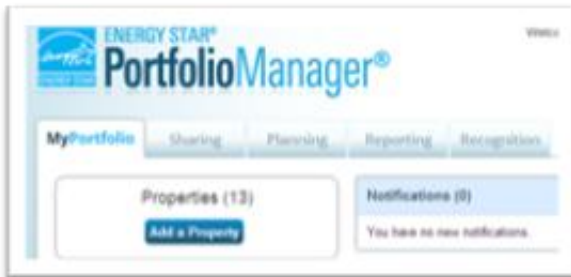 ENERGY STAR®
PortfolioManager®
MyPortfolio Sharing Planning Reporting Recognition
Properties (13)
Add a Property
Notifications (0)
You have no new notifications.